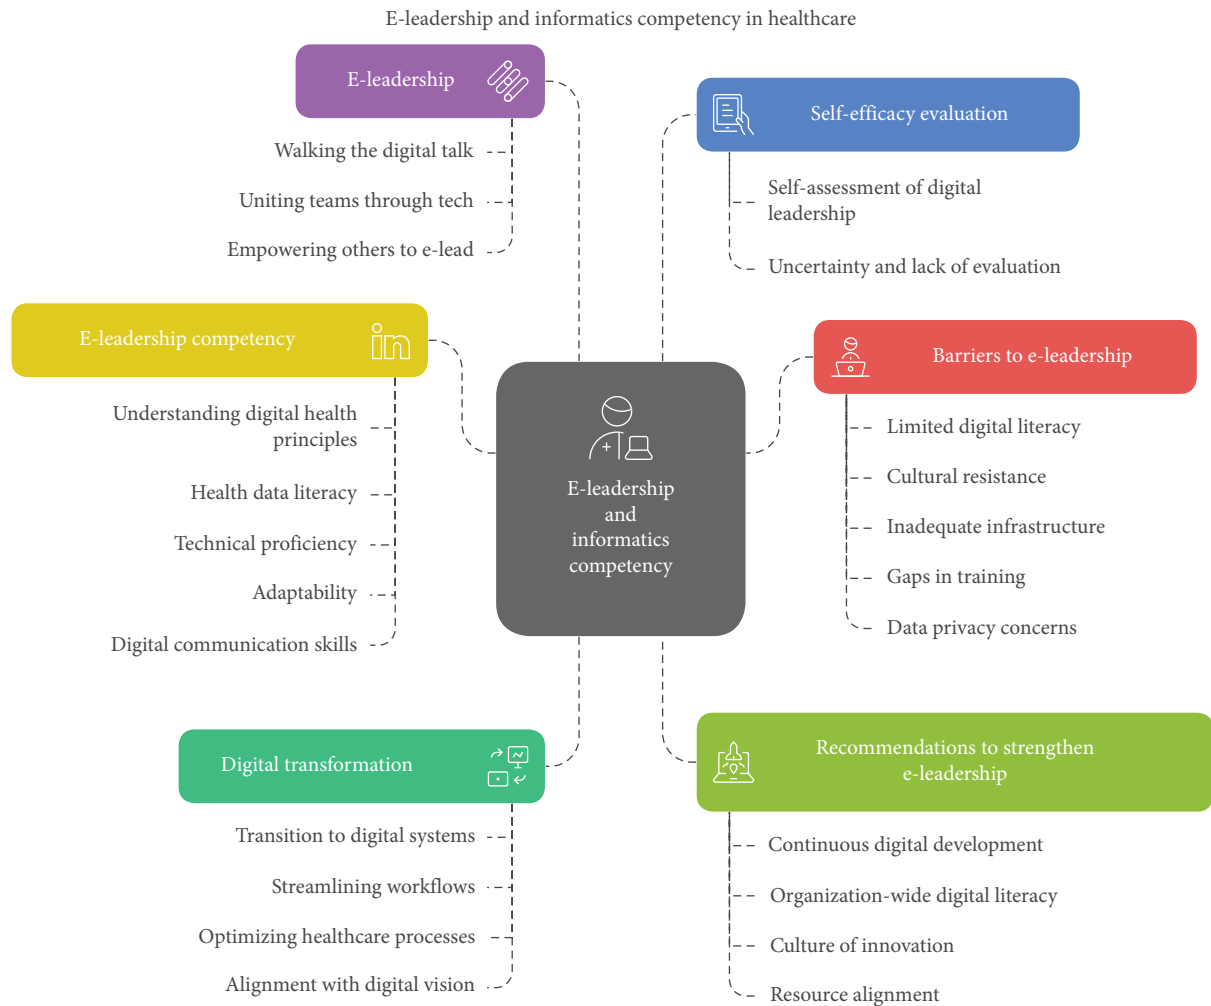 E-leadership and informatics competency in healthcare
E-leadership
Walking the digital talk
Uniting teams through tech
Empowering others to e-lead
Self-efficacy evaluation
Self-assessment of digital
leadership
Uncertainty and lack of evaluation
E-leadership competency
in
Understanding digital health
principles
Health data literacy
Technical proficiency
Adaptability
Digital communication skills
E-leadership
and
informatics
competency
Barriers to e-leadership
Limited digital literacy
Cultural resistance
Inadequate infrastructure
Gaps in training
Data privacy concerns
Digital transformation
Transition to digital systems
Streamlining workflows
Optimizing healthcare processes
Alignment with digital vision
Recommendations to strengthen
e-leadership
Continuous digital development
Organization-wide digital literacy
Culture of innovation
Resource alignment